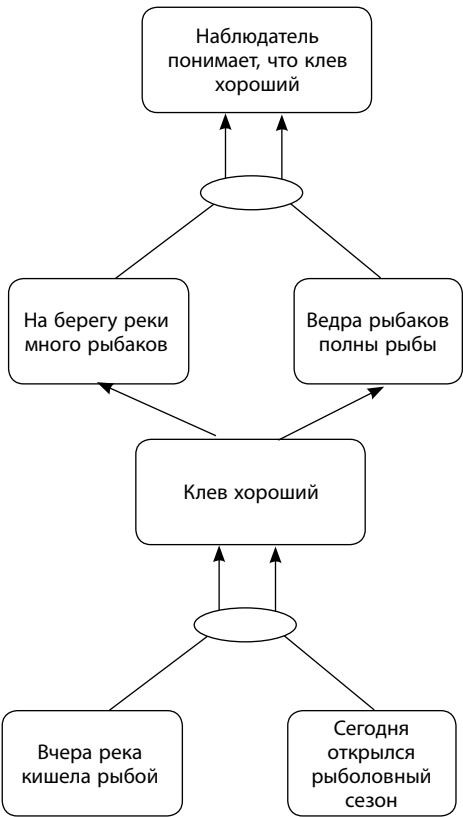 Наблюдатель
понимает, что клев
хороший
На берегу реки
много рыбаков
Ведра рыбаков
полны рыбы
Клев хороший
Вчера река
кишела рыбой
Сегодня
открылся
рыболовный
сезон